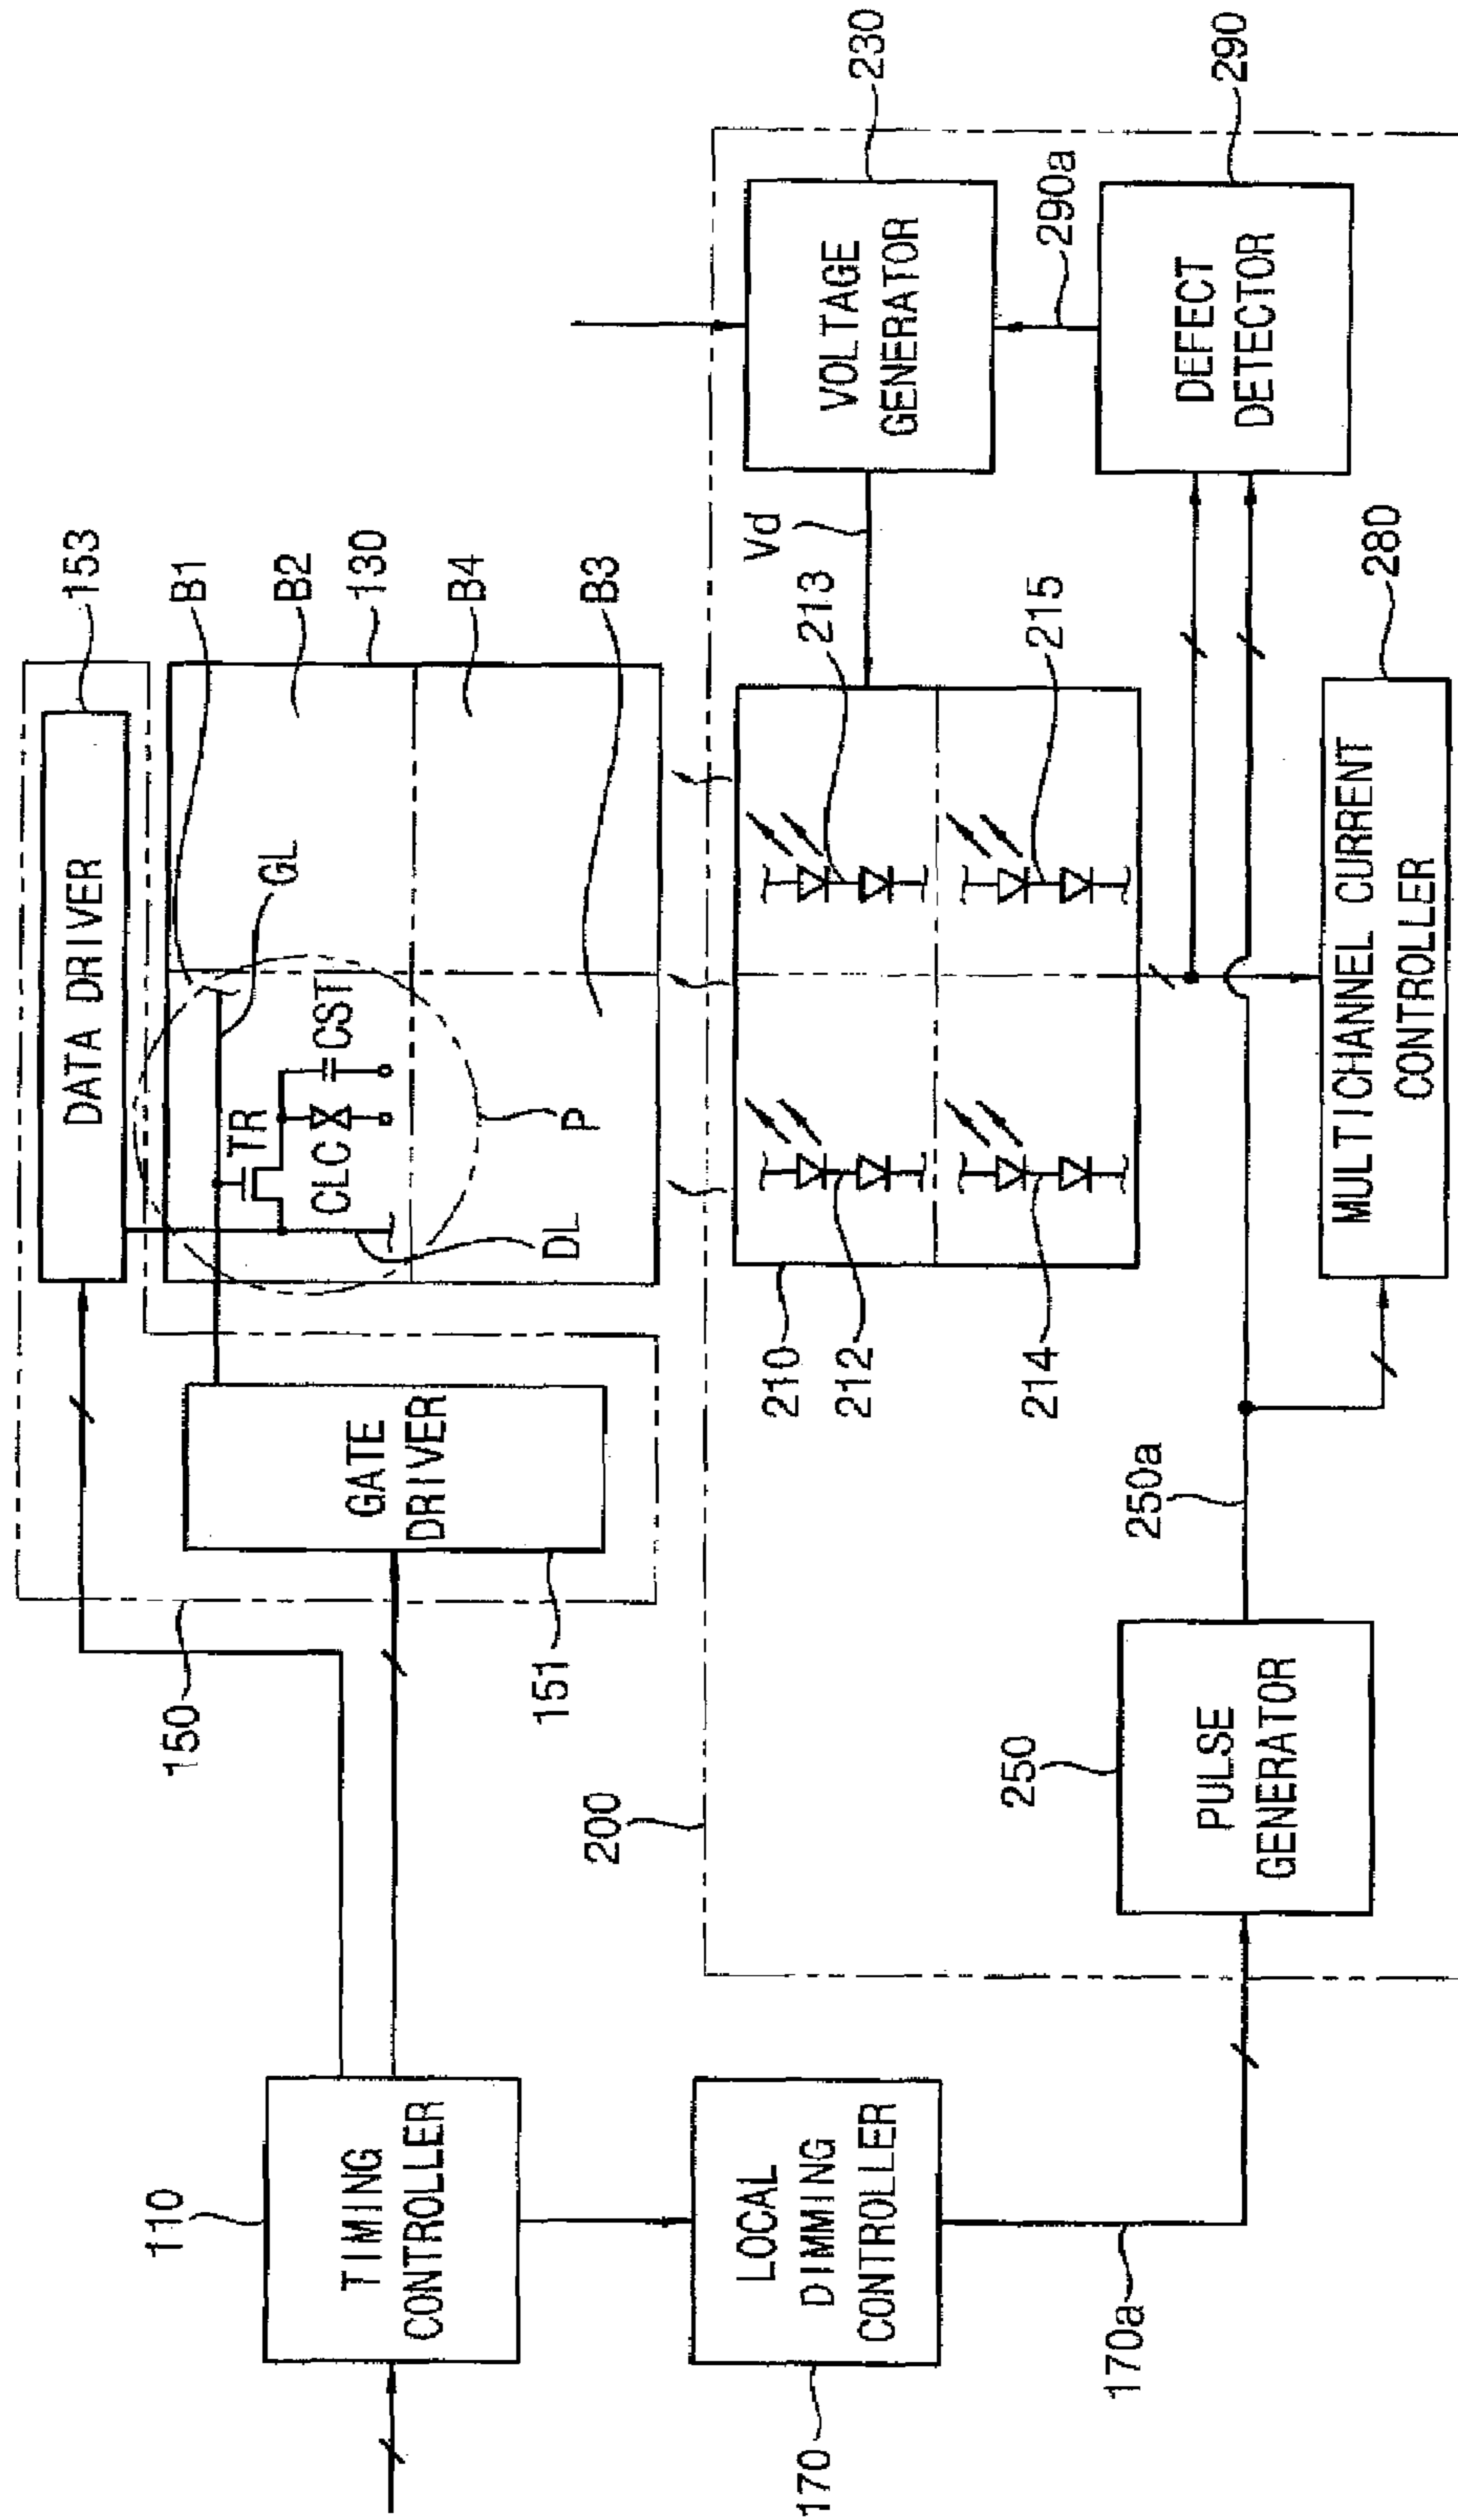 110
TIMING
CONTROLLER
150
151
GATE
DRIVER
153
DATA DRIVER
B1
B2
130
B4
B3
GL
TR
CLC
CST
DL
P
170
LOCAL
DIMMING
CONTROLLER
170a
200
210
212
213
214
215
Vd
230
VOLTAGE
GENERATOR
290a
290
DEFECT
DETECTOR
250
PULSE
GENERATOR
250a
280
MULTICHANNEL CURRENT
CONTROLLER